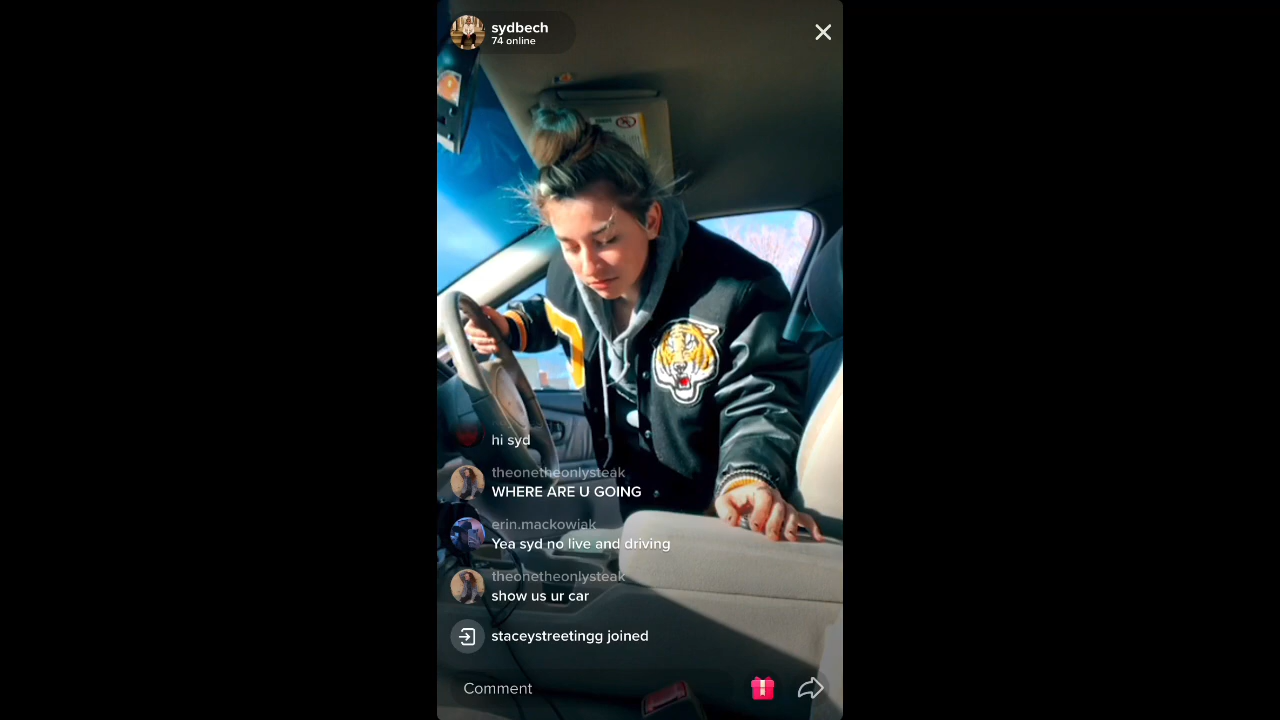 sydbech
74 online
hi syd
theonetheonlysteak
WHERE ARE U GOING
erin.mackowiak
Yea syd no live and driving
theonetheonlysteak
show us ur car
staceystreetingg joined
Comment